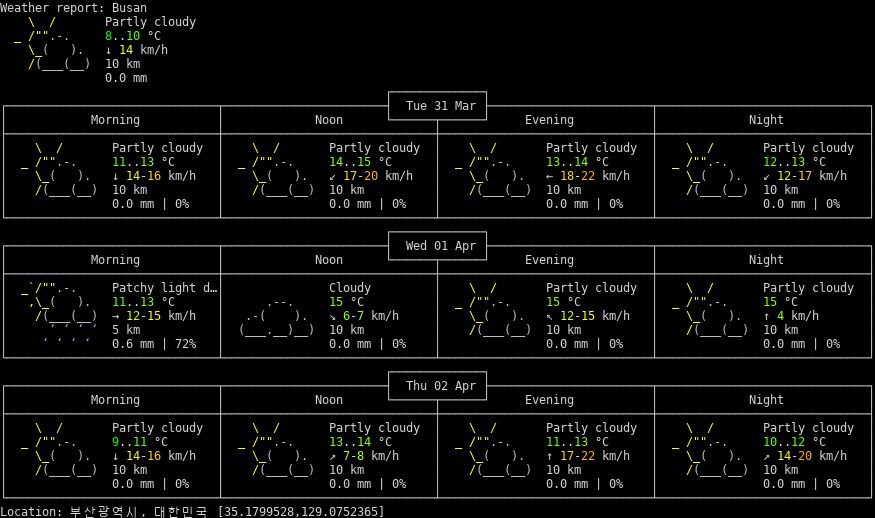 Weather report: Busan
Partly cloudy
8..10 °C
↓ 14 km/h
10 km
0.0 mm
Tue 31 Mar
Morning Noon Evening Night
Partly cloudy Partly cloudy Partly cloudy Partly cloudy
11..13 °C 14..15 °C 13..14 °C 12..13 °C
↓ 14-16 km/h ↙ 17-20 km/h ← 18-22 km/h ↙ 12-17 km/h
10 km 10 km 10 km 10 km
0.0 mm | 0% 0.0 mm | 0% 0.0 mm | 0% 0.0 mm | 0%
Wed 01 Apr
Morning Noon Evening Night
Patchy light d… Cloudy Partly cloudy Partly cloudy
11..13 °C 15 °C 15 °C 15 °C
→ 12-15 km/h ↘ 6-7 km/h ↖ 12-15 km/h ↑ 4 km/h
5 km 10 km 10 km 10 km
0.6 mm | 72% 0.0 mm | 0% 0.0 mm | 0% 0.0 mm | 0%
Thu 02 Apr
Morning Noon Evening Night
Partly cloudy Partly cloudy Partly cloudy Partly cloudy
9..11 °C 13..14 °C 11..13 °C 10..12 °C
↓ 14-16 km/h ↗ 7-8 km/h ↑ 17-22 km/h ↗ 14-20 km/h
10 km 10 km 10 km 10 km
0.0 mm | 0% 0.0 mm | 0% 0.0 mm | 0% 0.0 mm | 0%
Location: 부산광역시, 대한민국 [35.1799528,129.0752365]